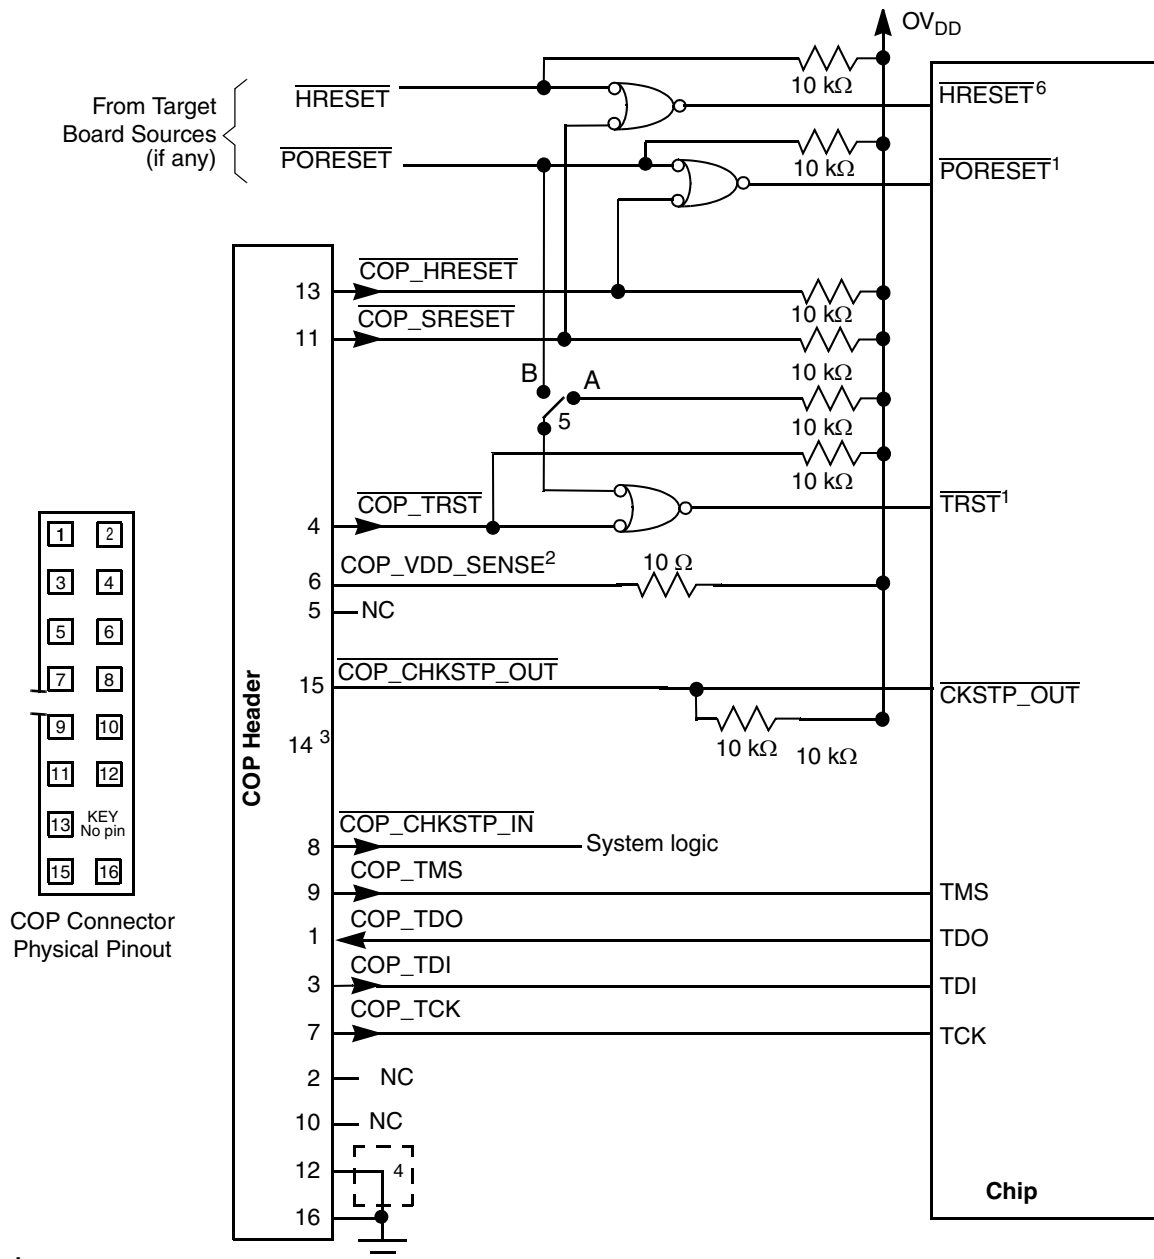 OVDD
10 kΩ
From Target
Board Sources
(if any)
HRESET
HRESET6
PORESET
10 kΩ
PORESET1
13
COP_HRESET
10 kΩ
11
COP_SRESET
10 kΩ
B
A
5
10 kΩ
10 kΩ
4
COP_TRST
TRST1
6
COP_VDD_SENSE2
10 Ω
5
NC
15
COP_CHKSTP_OUT
CKSTP_OUT
14 3
10 kΩ
10 kΩ
COP Header
8
COP_CHKSTP_IN
System logic
9
COP_TMS
TMS
1
COP_TDO
TDO
3
COP_TDI
TDI
7
COP_TCK
TCK
2
NC
10
NC
12
4
16
Chip
1 2
3 4
5 6
7 8
9 10
11 12
13 KEY
No pin
15 16
COP Connector
Physical Pinout